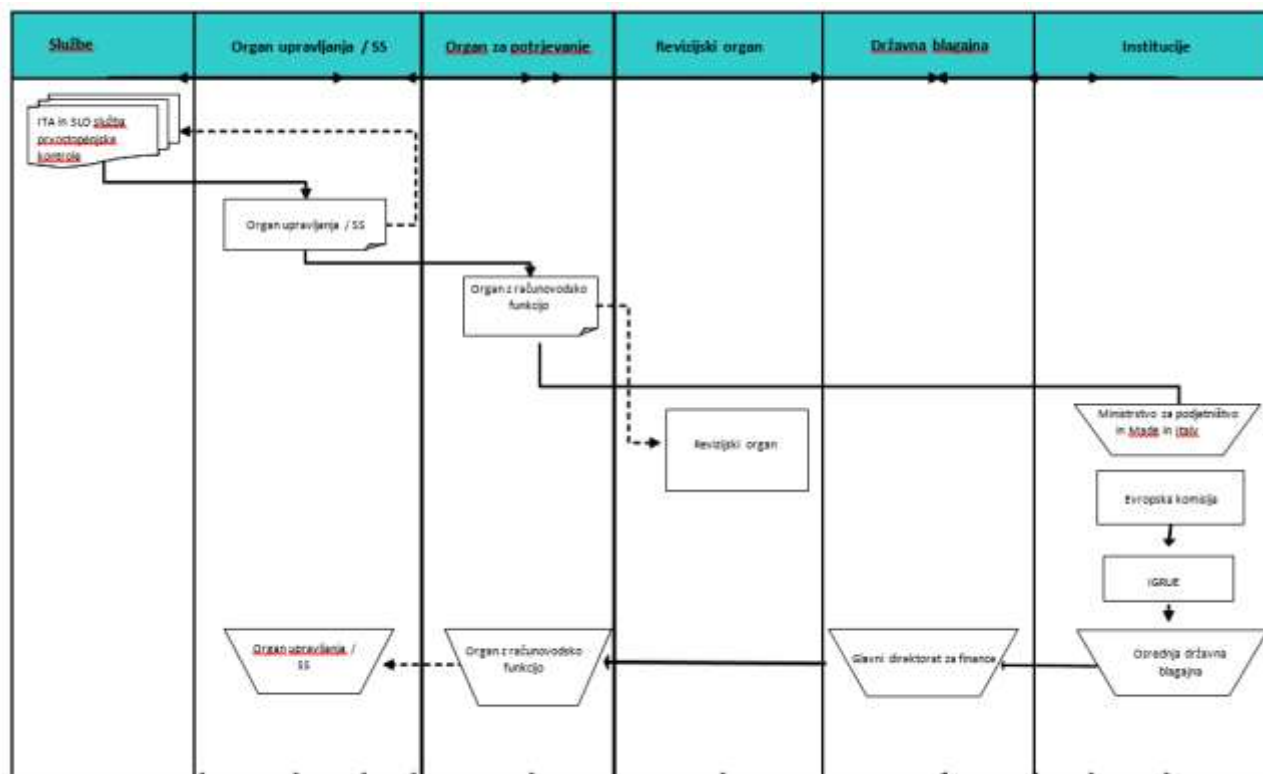 Službe
Organ upravljanja / SS
Organ za potrjevanje
Revizijski organ
Državna blagajna
Institucije
ITA in SLO služba
prvostopenjske
kontrole
Organ upravljanja / SS
Organ z računovodsko
funkcijo
Ministrstvo za podjetništvo
in Made in Italy
Revizijski organ
Evropska komisija
IGRUE
Organ upravljanja /
SS
Organ z računovodsko
funkcijo
Glavni direktorat za finance
Osrednja državna
blagajna